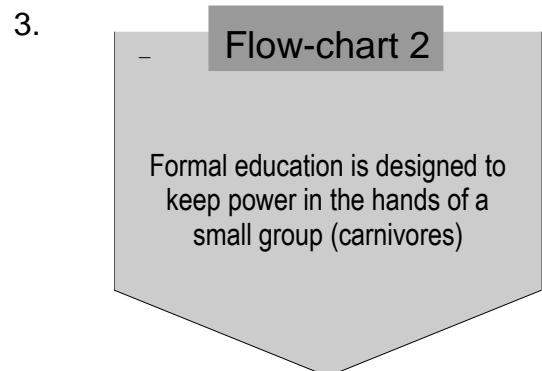 3.
Flow-chart 2
_
Formal education is designed to
keep power in the hands of a
small group (carnivores)